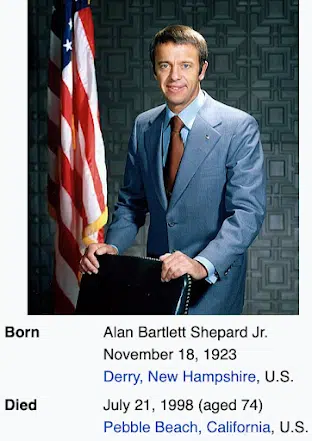 Born Alan Bartlett Shepard Jr.
November 18, 1923
Derry, New Hampshire, U.S.
Died July 21, 1998 (aged 74)
Pebble Beach, California, U.S.